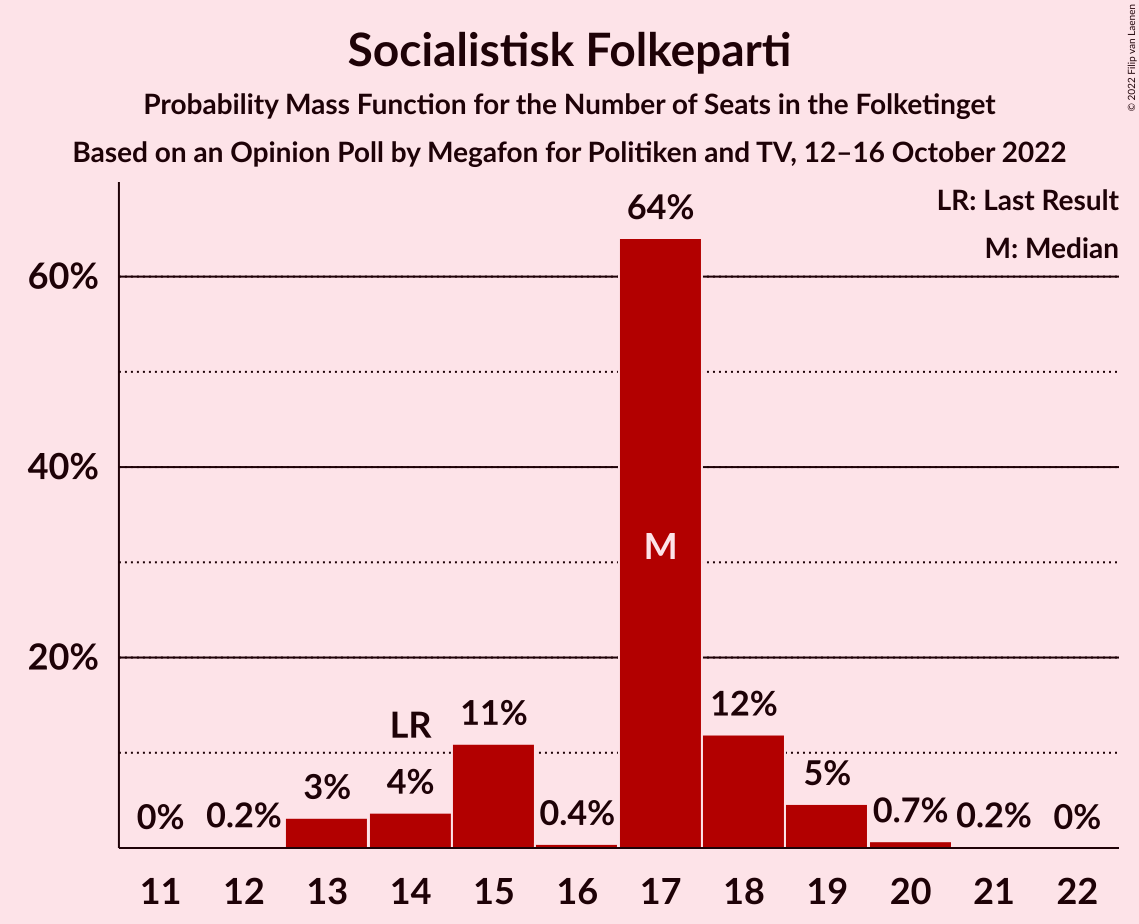 Socialistisk Folkeparti
Probability Mass Function for the Number of Seats in the Folketinget
Based on an Opinion Poll by Megafon for Politiken and TV, 12–16 October 2022
© 2022 Filip van Laenen
LR: Last Result
M: Median
64%
60%
40%
M
20%
12%
11%
LR
5%
4%
3%
0% 0.2% 0.4% 0.7% 0.2% 0%
11 12 13 14 15 16 17 18 19 20 21 22